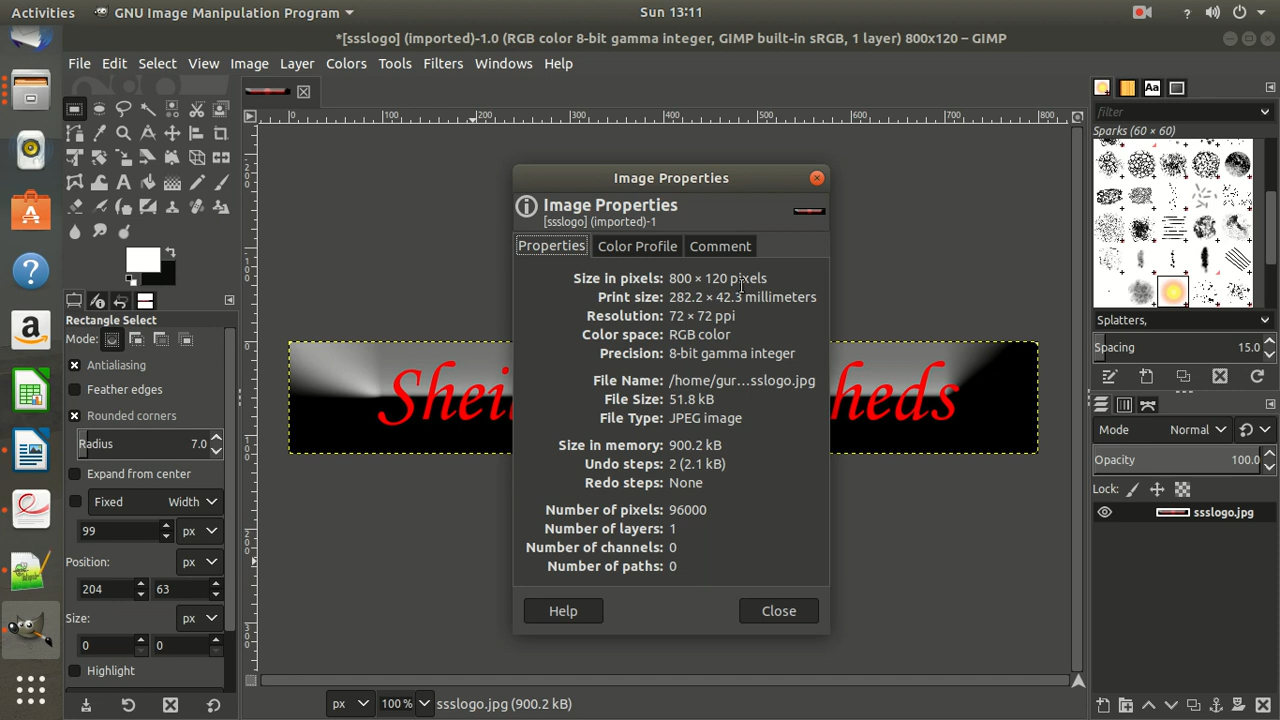 Activities GNU Image Manipulation Program Sun 13:11
*[ssslogo] (imported)-1.0 (RGB color 8-bit gamma integer, GIMP built-in sRGB, 1 layer) 800x120 – GIMP
File Edit Select View Image Layer Colors Tools Filters Windows Help
filter
Sparks (60 × 60)
0 100 200 500 600 700 800
Image Properties
Image Properties
[ssslogo] (imported)-1
Properties Color Profile Comment
Size in pixels: 800 × 120 pixels
Print size: 282.2 × 42.3 millimeters
Resolution: 72 × 72 ppi
Color space: RGB color
Precision: 8-bit gamma integer
File Name: /home/gur...sslogo.jpg
File Size: 51.8 kB
File Type: JPEG image
Size in memory: 900.2 kB
Undo steps: 2 (2.1 kB)
Redo steps: None
Number of pixels: 96000
Number of layers: 1
Number of channels: 0
Number of paths: 0
Help Close
Rectangle Select
Mode:
Antialiasing
Feather edges
Rounded corners
Radius 7.0
Expand from center
Fixed Width
99 px
Position: px
204 63
Size: px
0 0
Highlight
heds
Splatters,
Spacing 15.0
Mode Normal
Opacity 100.0
Lock:
ssslogo.jpg
px 100 % ssslogo.jpg (900.2 kB)